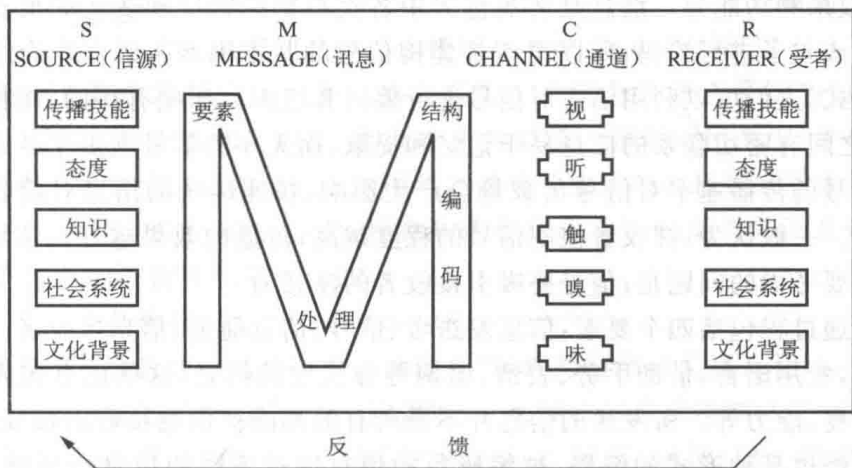 S M C R
SOURCE(信源) MESSAGE(讯息) CHANNEL(通道) RECEIVER(受者)
传播技能 要素 结构 视 传播技能
态度 听 态度
知识 编 触 知识
社会系统 码 嗅 社会系统
处理
文化背景 味 文化背景
反 馈